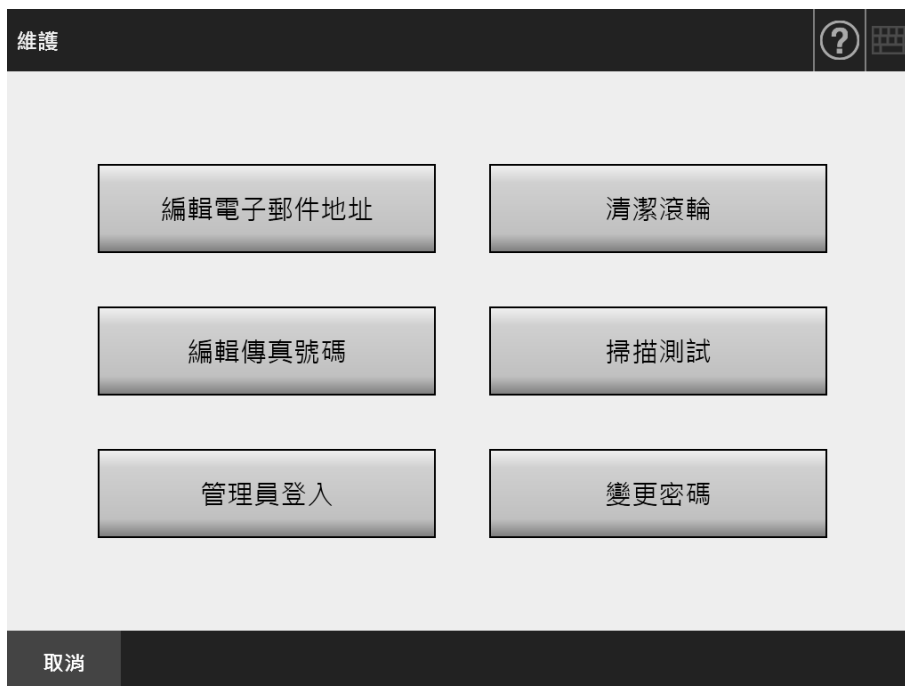 維護
編輯電子郵件地址
清潔滾輪
編輯傳真號碼
掃描測試
管理員登入
變更密碼
取消